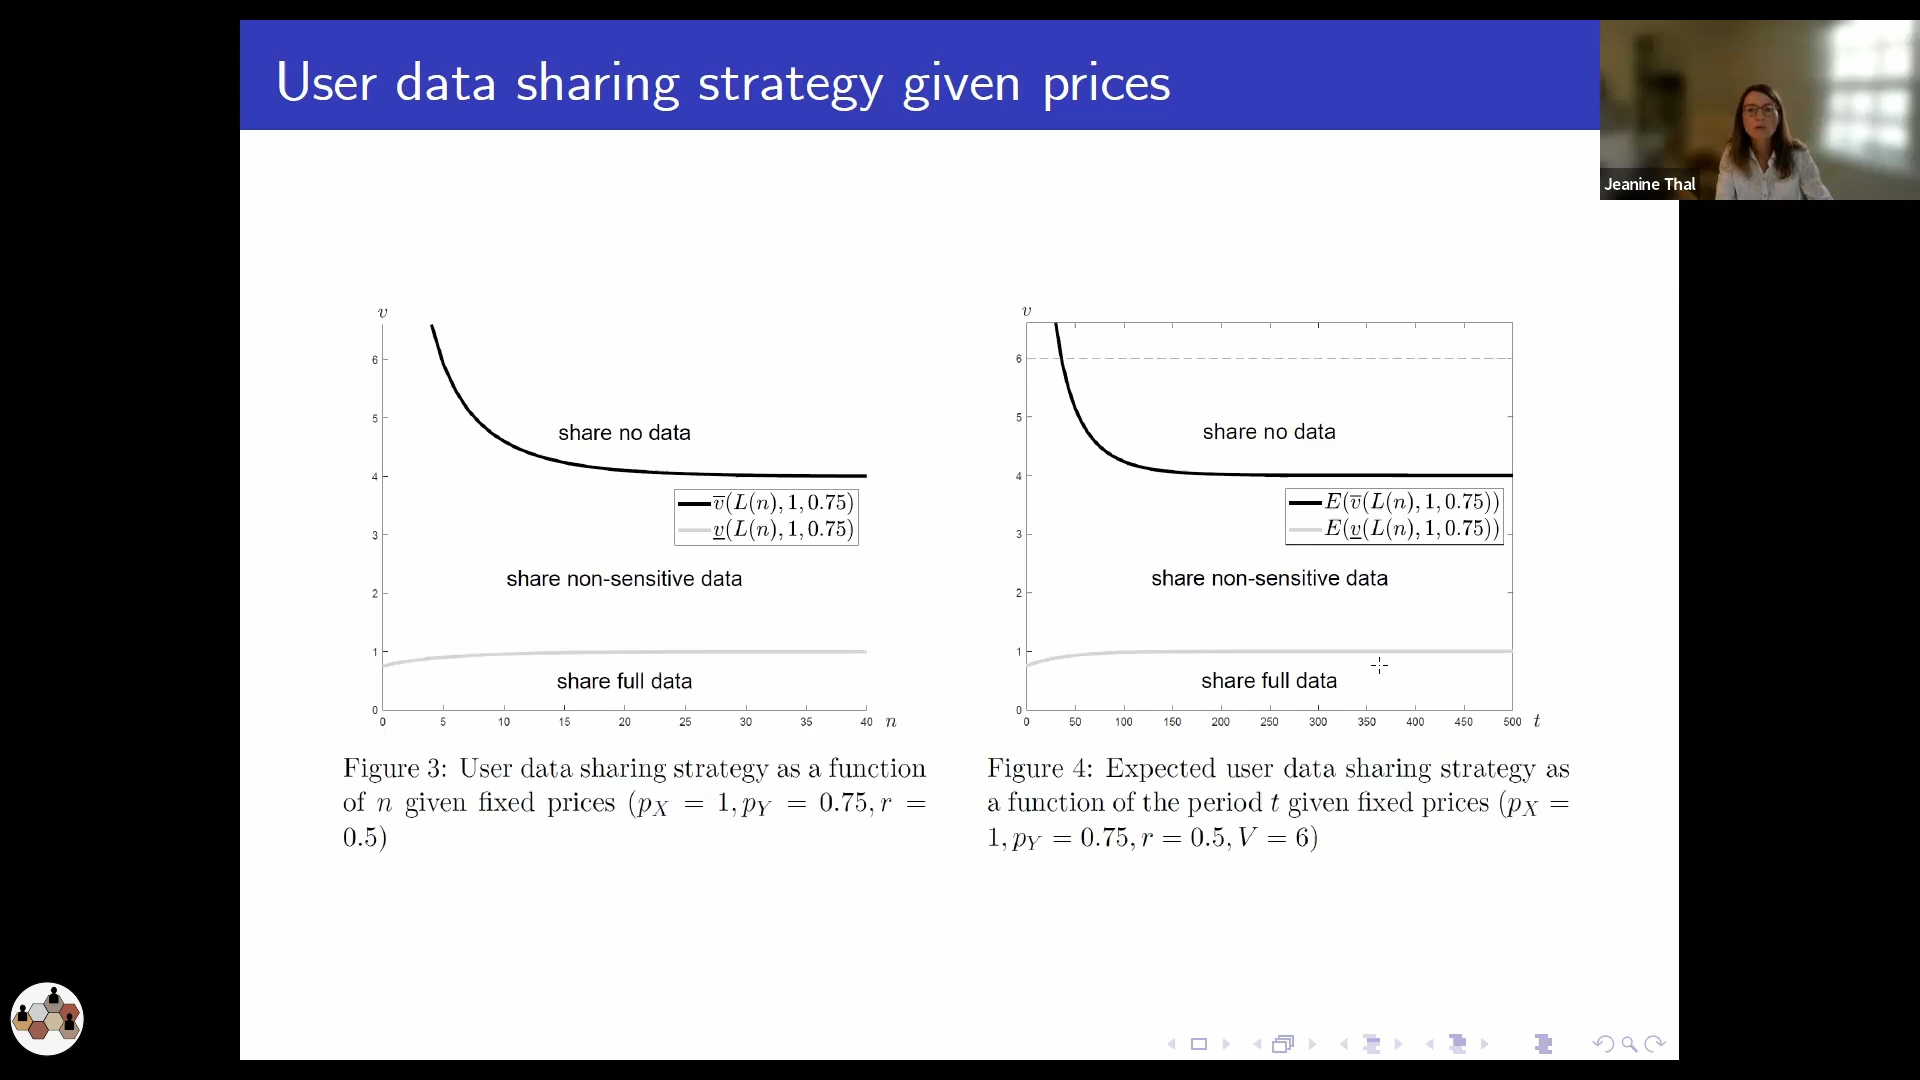 User data sharing strategy given prices
Jeanine Thal
v
6
5
4
3
2
1
0
share no data
v̅(L(n), 1, 0.75)
v̲(L(n), 1, 0.75)
share non-sensitive data
share full data
0 5 10 15 20 25 30 35 40 n
Figure 3: User data sharing strategy as a function
of n given fixed prices (pX = 1, pY = 0.75, r =
0.5)
v
6
5
4
3
2
1
0
share no data
E(v̅(L(n), 1, 0.75))
E(v̲(L(n), 1, 0.75))
share non-sensitive data
share full data
0 50 100 150 200 250 300 350 400 450 500 t
Figure 4: Expected user data sharing strategy as
a function of the period t given fixed prices (pX =
1, pY = 0.75, r = 0.5, V = 6)